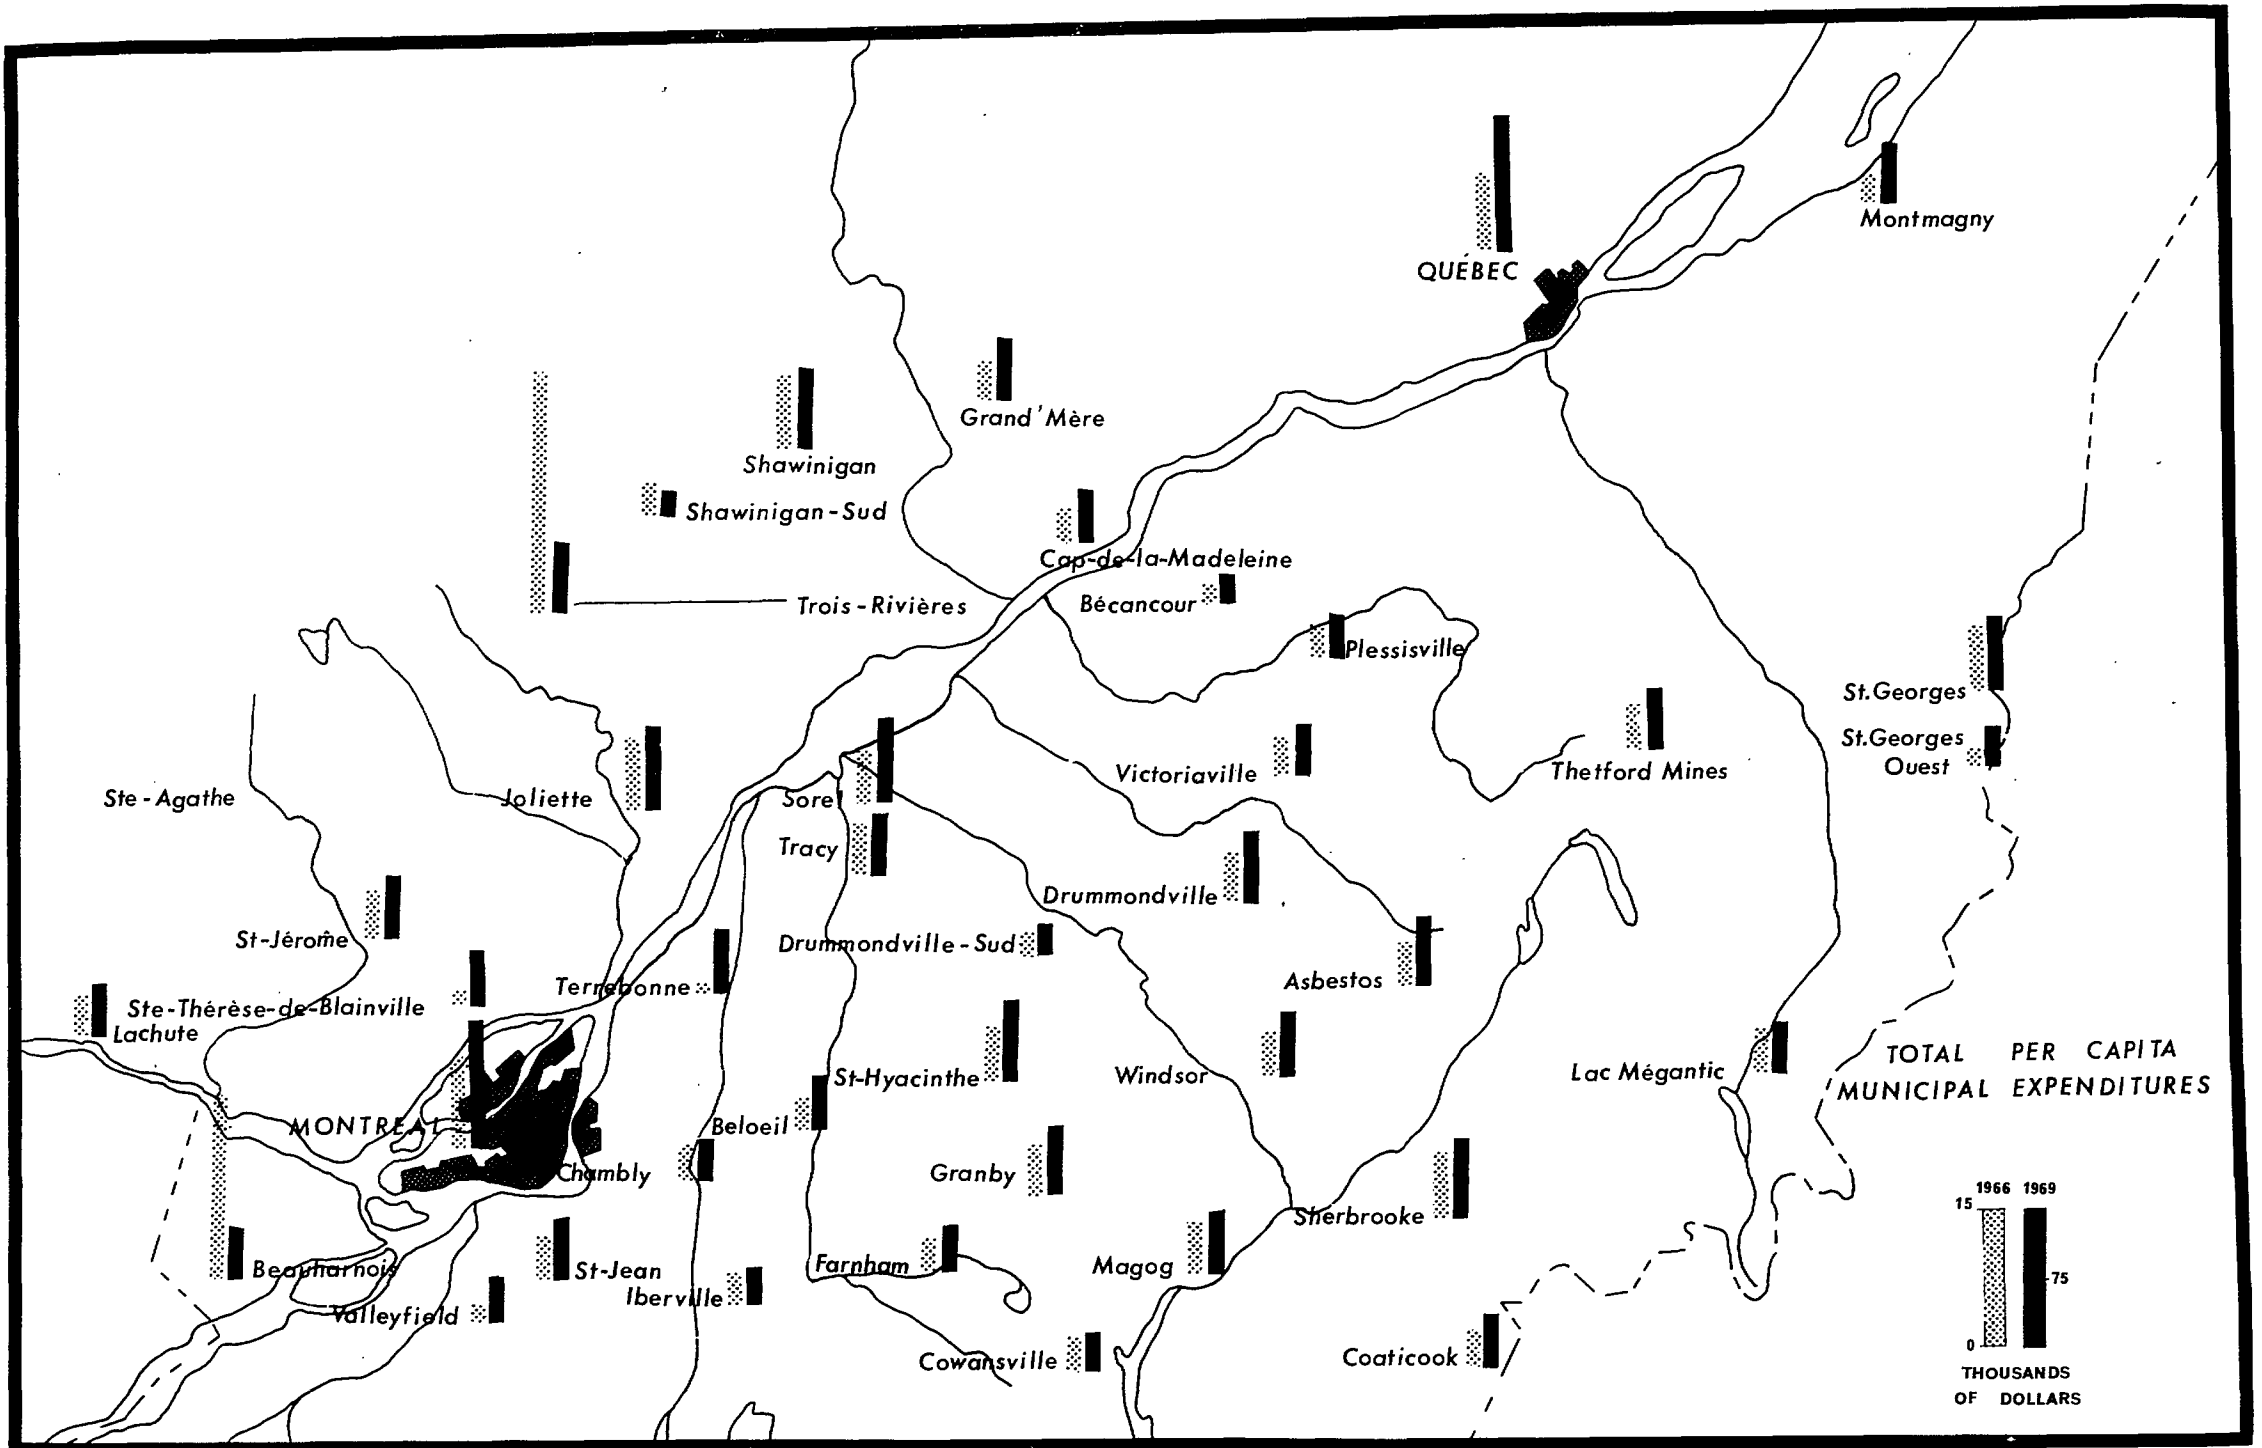 Montmagny
QUÉBEC
Grand'Mère
Shawinigan
Shawinigan-Sud
Cap-de-la-Madeleine
Bécancour
Trois-Rivières
Plessisville
St.Georges
St.Georges
Ouest
Victoriaville
Thetford Mines
Ste-Agathe
Joliette
Sorel
Tracy
Drummondville
St-Jérome
Drummondville-Sud
Asbestos
Terrebonne
Ste-Thérèse-de-Blainville
Lachute
St-Hyacinthe
Windsor
Lac Mégantic
TOTAL PER CAPITA
MUNICIPAL EXPENDITURES
MONTREAL
Beloeil
Chambly
Granby
Sherbrooke
1966 1969
15
75
0
THOUSANDS
OF DOLLARS
Beauharnois
St-Jean
Iberville
Farnham
Magog
Valleyfield
Cowansville
Coaticook